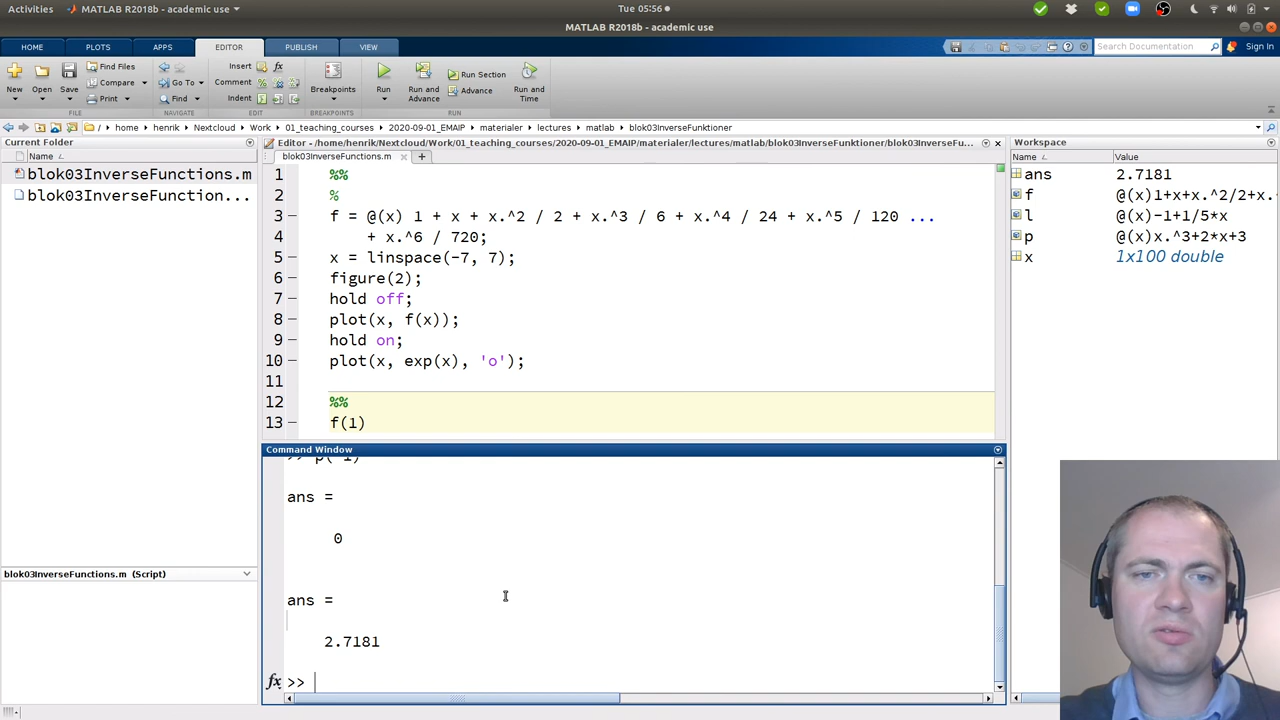 Activities MATLAB R2018b - academic use Tue 05:56
MATLAB R2018b - academic use
HOME PLOTS APPS EDITOR PUBLISH VIEW Search Documentation Sign In
New Open Save Find Files Compare Print Go To Find Insert fx Comment Indent Breakpoints Run Run and Advance Run Section Advance Run and Time
FILE NAVIGATE EDIT BREAKPOINTS RUN
/ home henrik Nextcloud Work 01_teaching_courses 2020-09-01_EMAIP materialer lectures matlab blok03InverseFunktioner
Current Folder
Name
blok03InverseFunctions.m
blok03InverseFunction...
blok03InverseFunctions.m (Script)
Editor - /home/henrik/Nextcloud/Work/01_teaching_courses/2020-09-01_EMAIP/materialer/lectures/matlab/blok03InverseFunktioner/blok03InverseFu...
blok03InverseFunctions.m
1 %%
2 %
3 f = @(x) 1 + x + x.^2 / 2 + x.^3 / 6 + x.^4 / 24 + x.^5 / 120 ...
4 + x.^6 / 720;
5 x = linspace(-7, 7);
6 figure(2);
7 hold off;
8 plot(x, f(x));
9 hold on;
10 plot(x, exp(x), 'o');
11
12 %%
13 f(1)
Command Window
ans =
0
ans =
2.7181
fx >>
Workspace
Name Value
ans 2.7181
f @(x)1+x+x.^2/2+x.
l @(x)-1+1/5*x
p @(x)x.^3+2*x+3
x 1x100 double